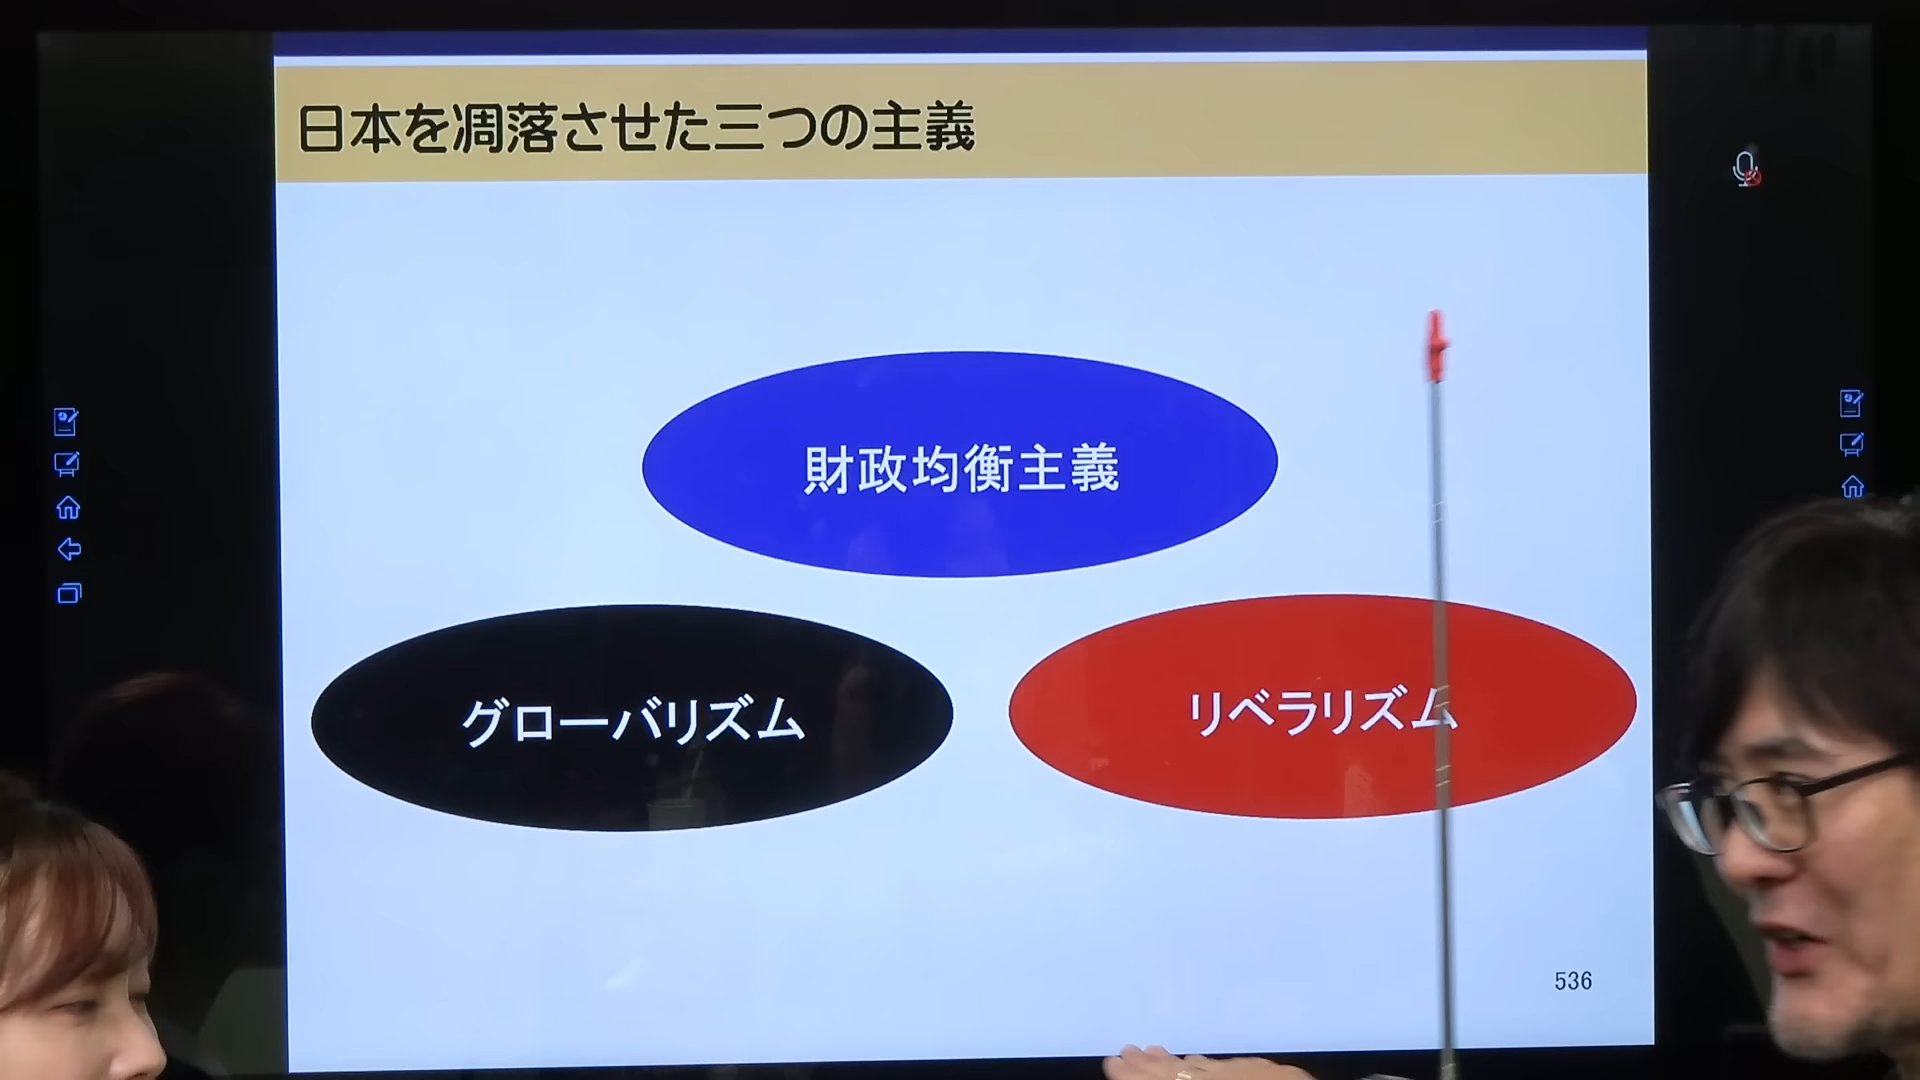 日本を凋落させた三つの主義
財政均衡主義
グローバリズム
リベラリズム
536